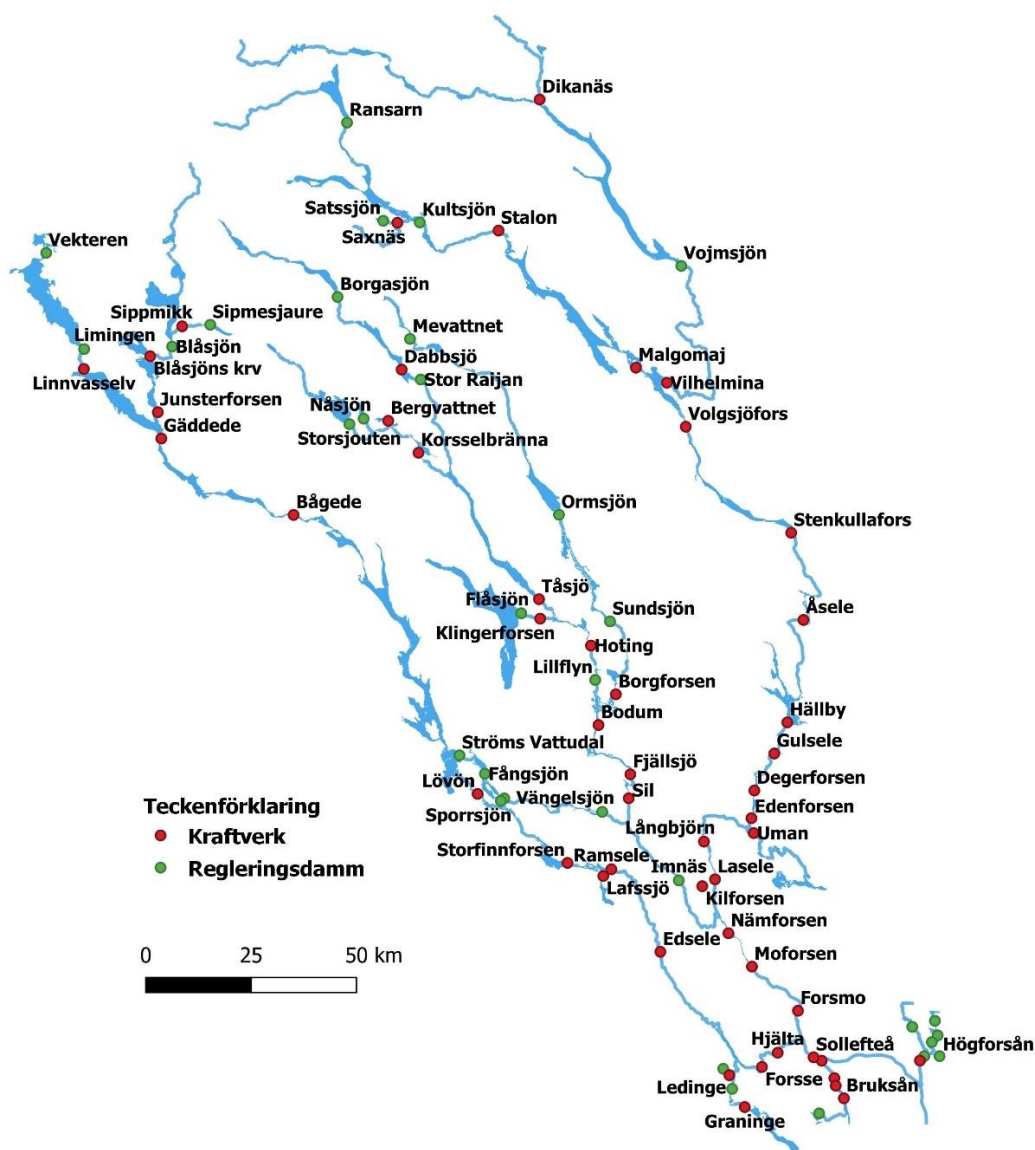 Dikanäs
Ransarn
Satssjön
Kultsjön
Stalon
Saxnäs
Vekteren
Vojmsjön
Borgasjön
Sippmikk
Sipmesjaure
Mevattnet
Limingen
Blåsjön
Malgomaj
Blåsjöns krv
Dabbsjö
Linnvasselv
Stor Raijan
Vilhelmina
Junsterforsen
Nåsjön
Bergvattnet
Volgsjöfors
Gäddede
Storsjouten
Korsselbränna
Bågede
Ormsjön
Stenkullafors
Tåsjö
Flåsjön
Sundsjön
Åsele
Klingerforsen
Hoting
Lillflyn
Borgforsen
Bodum
Hällby
Ströms Vattudal
Gulsele
Fångsjön
Fjällsjö
Lövön
Degerforsen
Vängelsjön
Sil
Sporrsjön
Edenforsen
Långbjörn
Uman
Teckenförklaring
Kraftverk
Regleringsdamm
Storfinnforsen
Ramsele
Imnäs
Lasele
Lafssjö
Kilforsen
Nämforsen
Edsele
Moforsen
0 25 50 km
Forsmo
Hjälta
Sollefteå
Högforsån
Ledinge
Forsse
Bruksån
Graninge